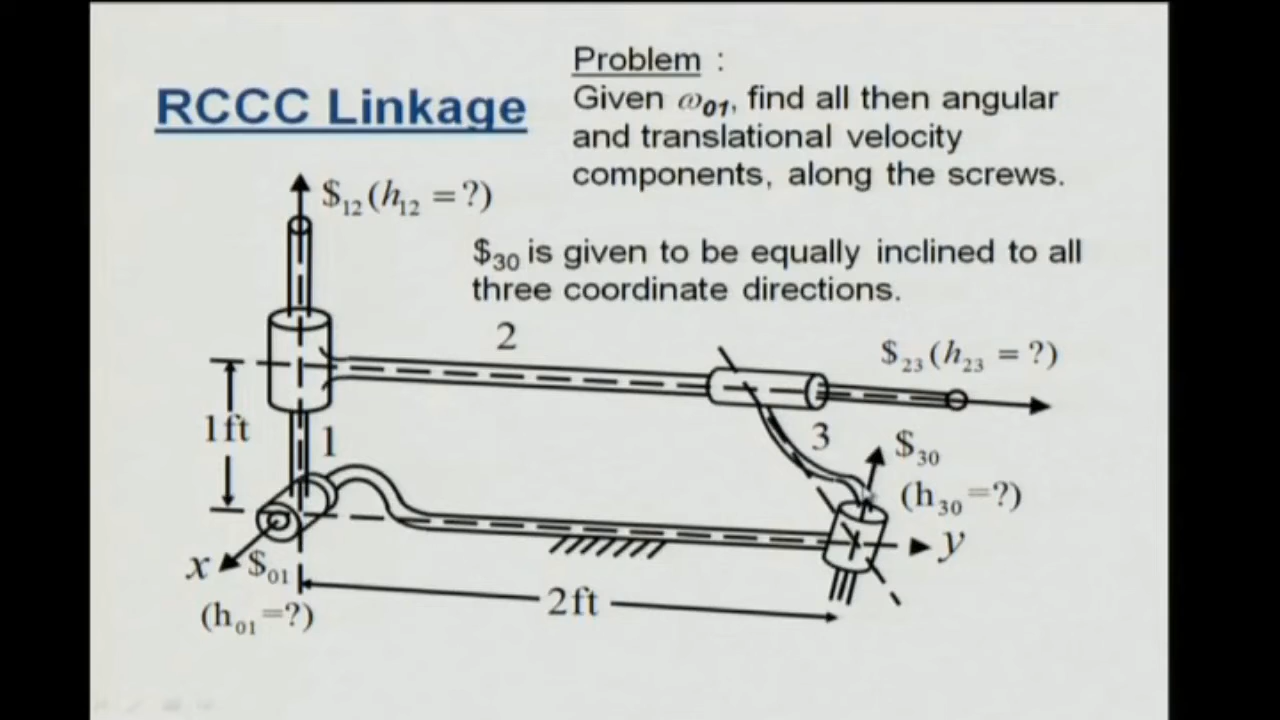 RCCC Linkage
Problem :
Given ω01, find all then angular
and translational velocity
components, along the screws.
$12 (h12 = ?)
$30 is given to be equally inclined to all
three coordinate directions.
2
$23 (h23 = ?)
1ft
1
3
$30
(h30=?)
x
$01
y
(h01=?)
2ft